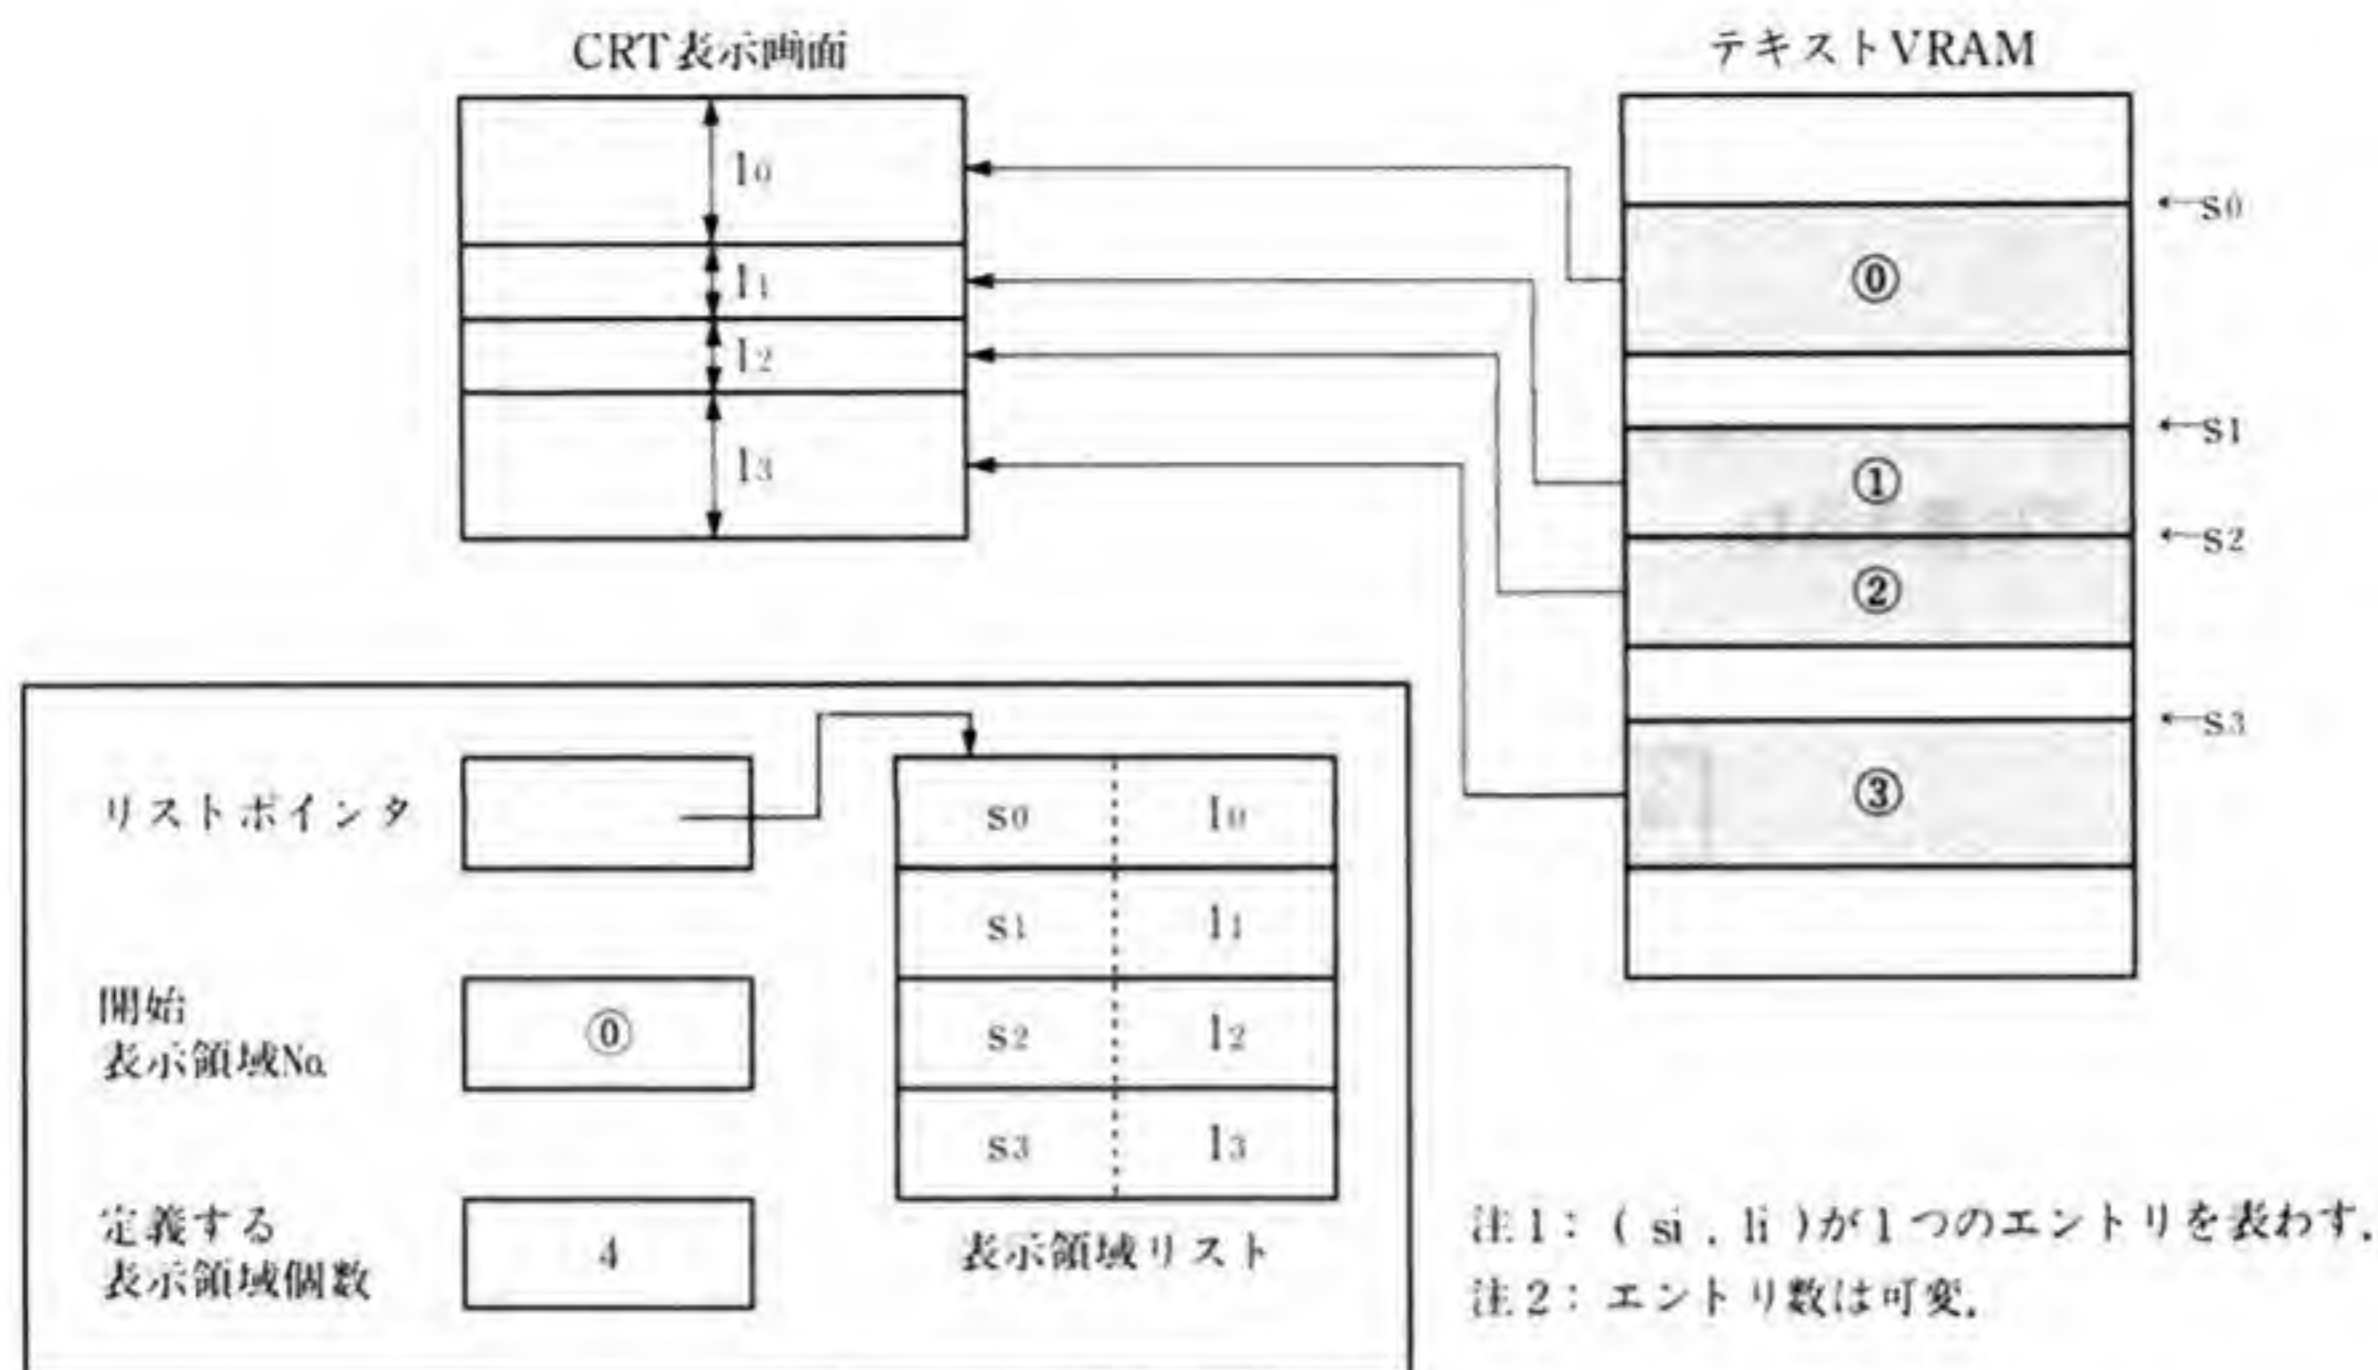 CRT表示画面
l0
l1
l2
l3
テキストVRAM
⓪
①
②
③
←s0
←s1
←s2
←s3
リストポインタ
開始
表示領域No.
⓪
定義する
表示領域個数
4
s0 l0
s1 l1
s2 l2
s3 l3
表示領域リスト
注1：( si , li )が1つのエントリを表わす.
注2：エントリ数は可変.